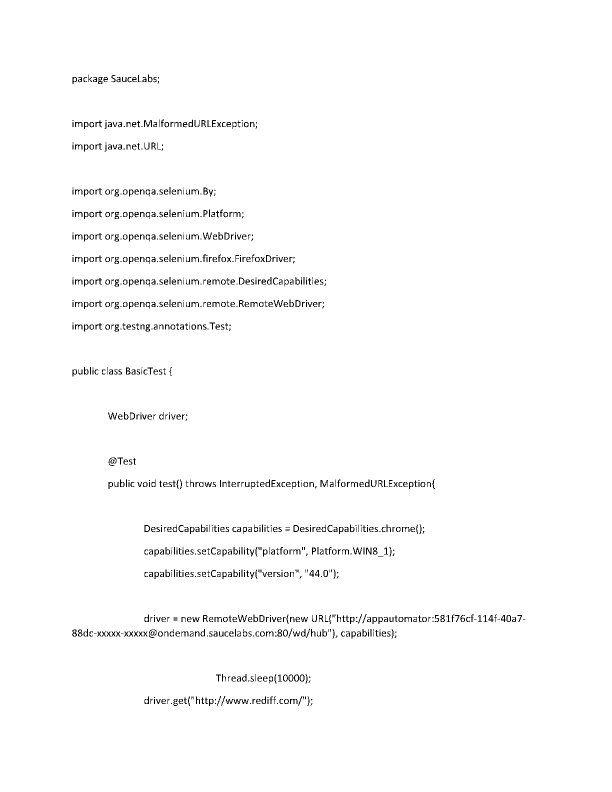 package SauceLabs;
import java.net.MalformedURLException;
import java.net.URL;
import org.openqa.selenium.By;
import org.openqa.selenium.Platform;
import org.openqa.selenium.WebDriver;
import org.openqa.selenium.firefox.FirefoxDriver;
import org.openqa.selenium.remote.DesiredCapabilities;
import org.openqa.selenium.remote.RemoteWebDriver;
import org.testng.annotations.Test;
public class BasicTest {
WebDriver driver;
@Test
public void test() throws InterruptedException, MalformedURLException{
DesiredCapabilities capabilities = DesiredCapabilities.chrome();
capabilities.setCapability("platform", Platform.WIN8_1);
capabilities.setCapability("version", "44.0");
driver = new RemoteWebDriver(new URL("http://appautomator:581f76cf-114f-40a7-
88dc-xxxxx-xxxxx@ondemand.saucelabs.com:80/wd/hub"), capabilities);
Thread.sleep(10000);
driver.get("http://www.rediff.com/");